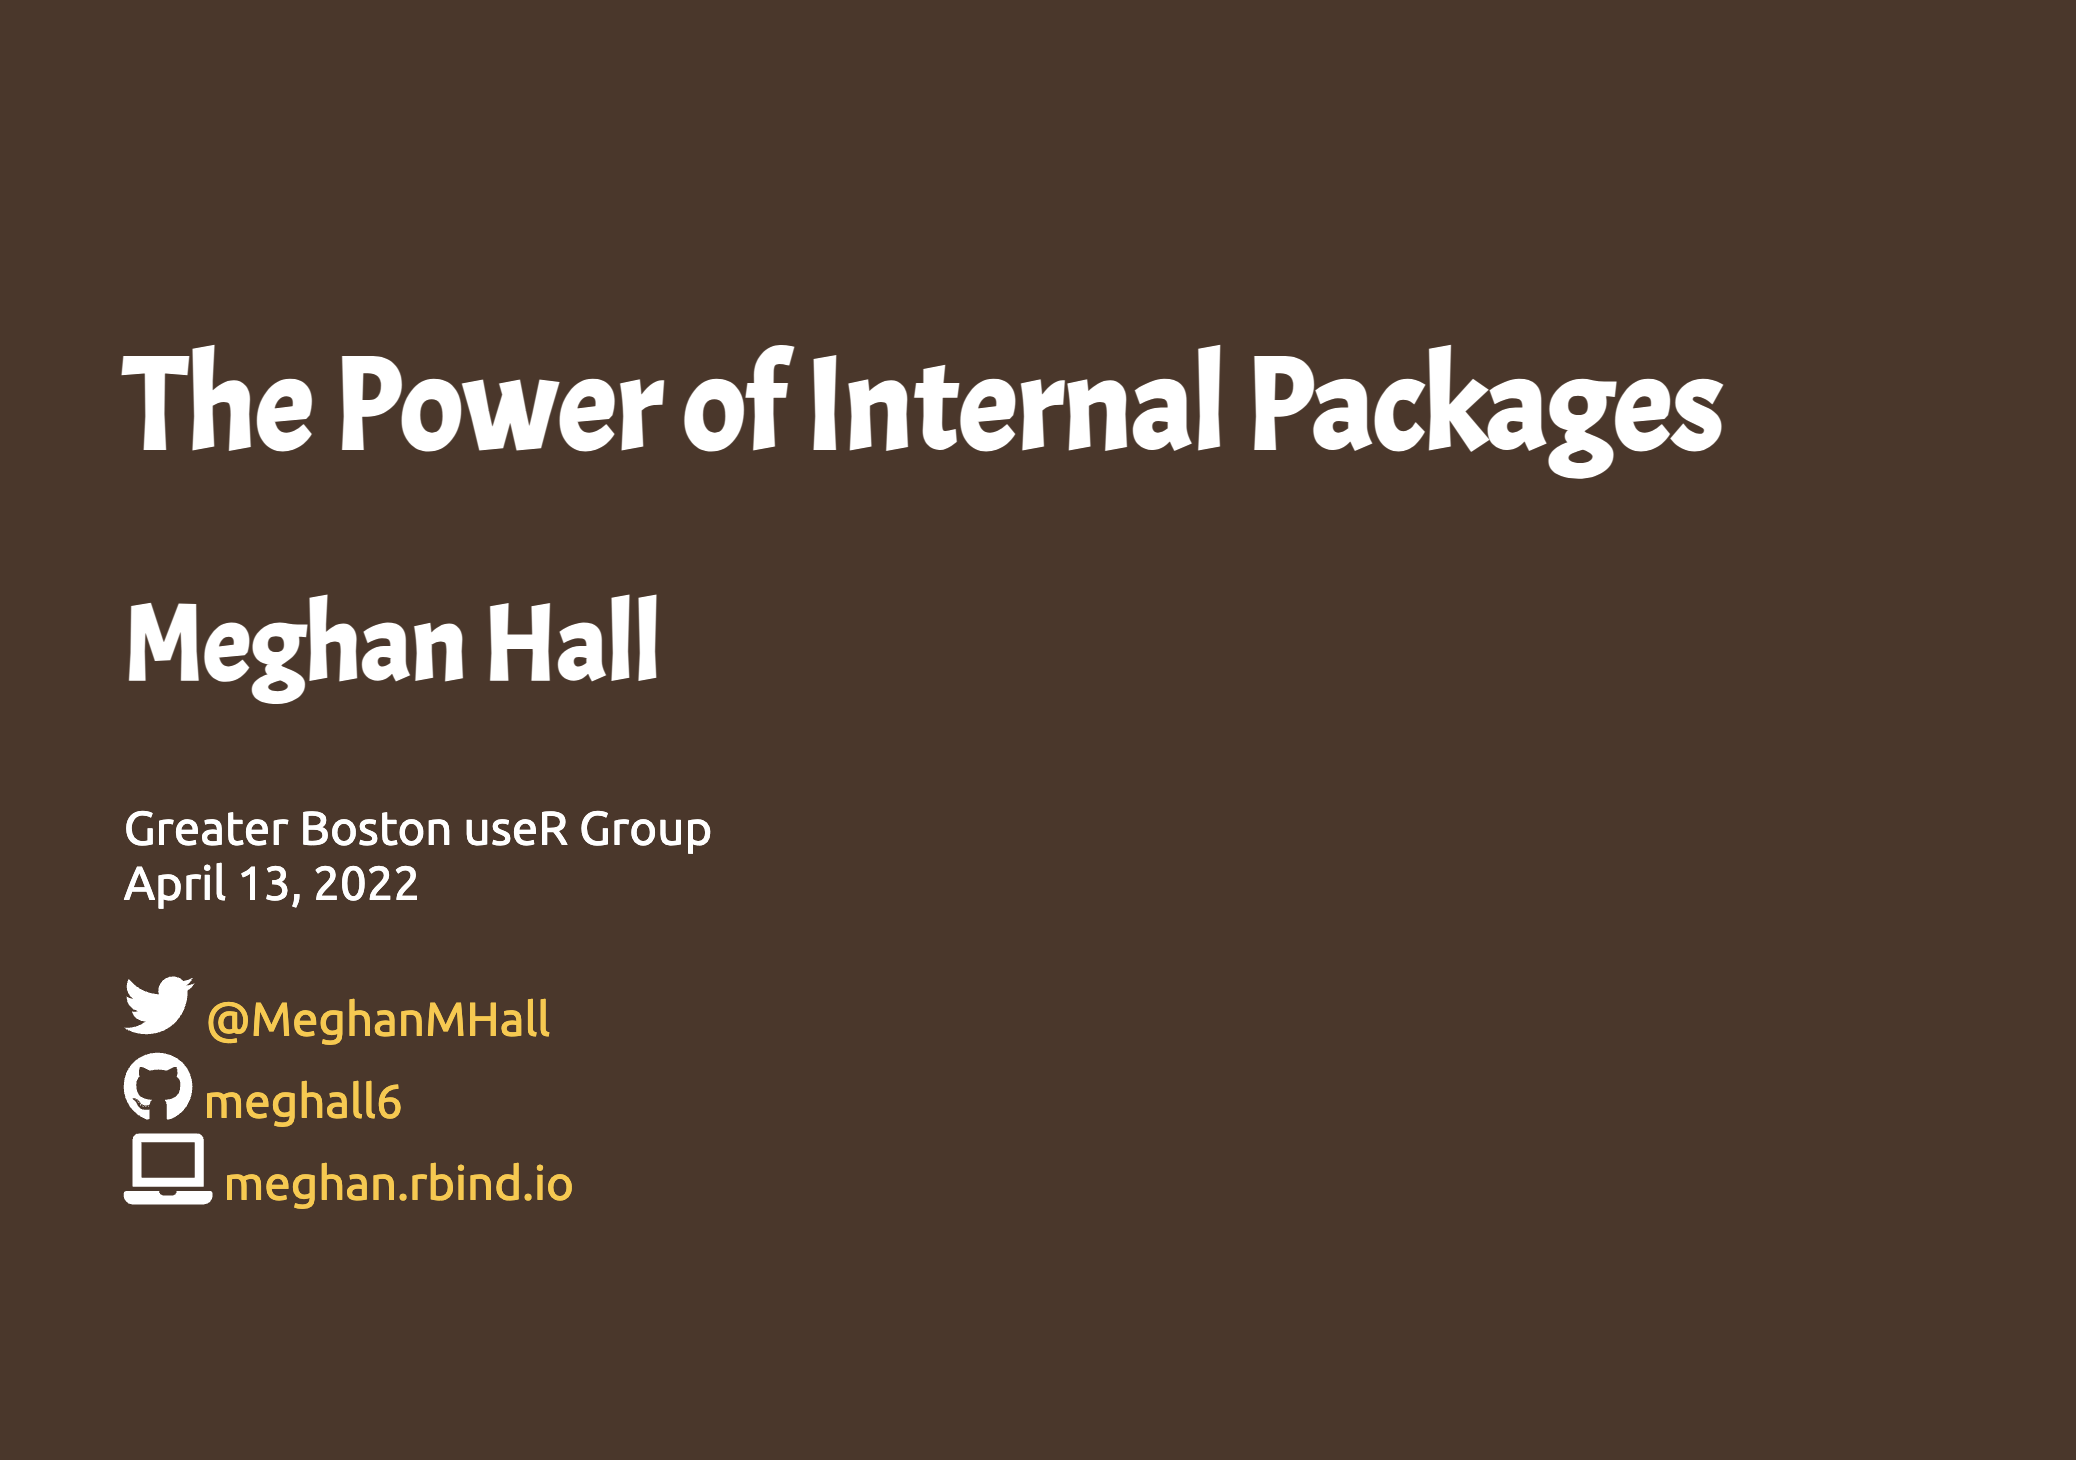 The Power of Internal Packages
Meghan Hall
Greater Boston useR Group
April 13, 2022
@MeghanMHall
meghall6
meghan.rbind.io